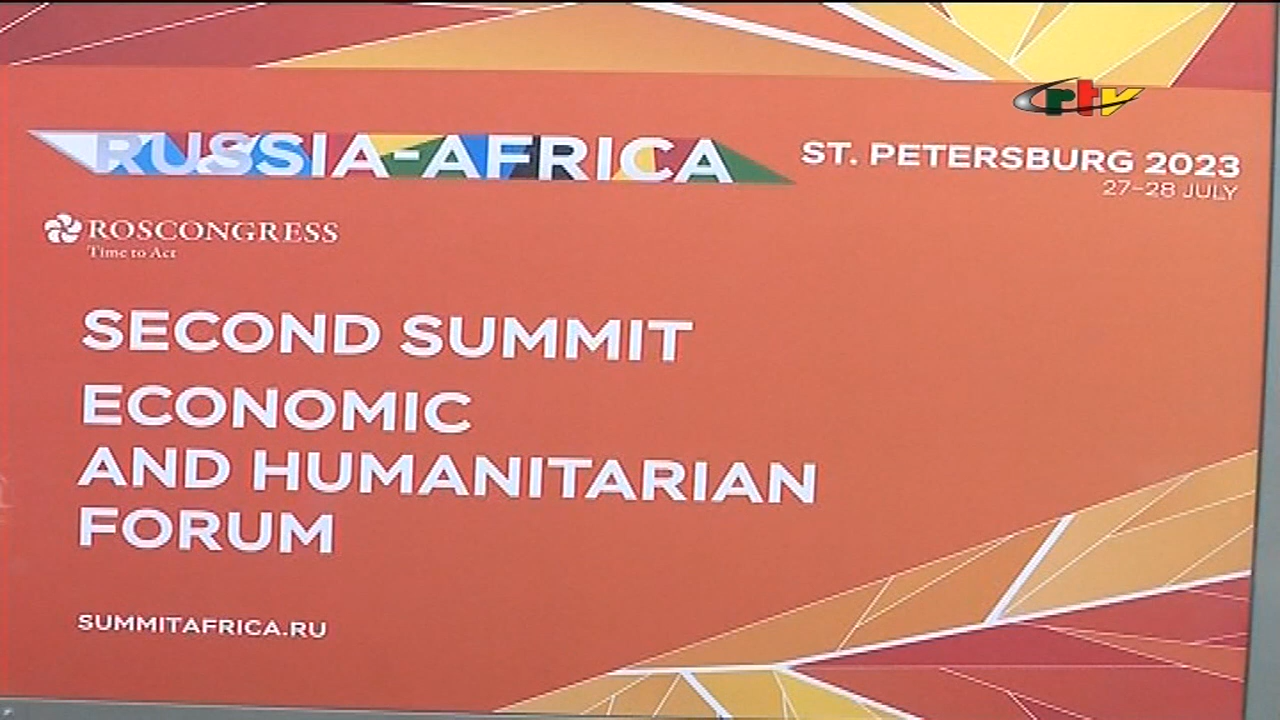 crtv
RUSSIA-AFRICA
ST. PETERSBURG 2023
27–28 JULY
ROSCONGRESS
Time to Act
SECOND SUMMIT
ECONOMIC
AND HUMANITARIAN
FORUM
SUMMITAFRICA.RU